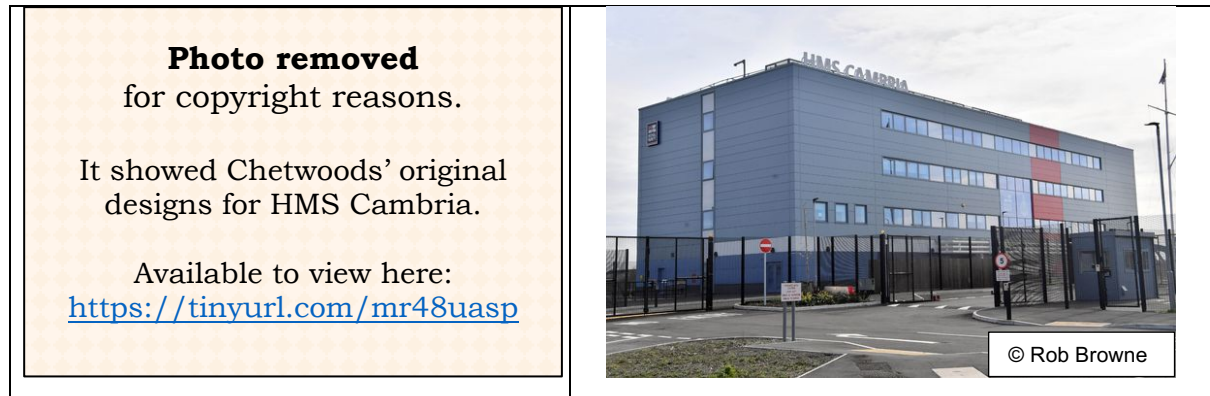 Photo removed
for copyright reasons.
It showed Chetwoods’ original
designs for HMS Cambria.
Available to view here:
https://tinyurl.com/mr48uasp
HMS CAMBRIA
© Rob Browne